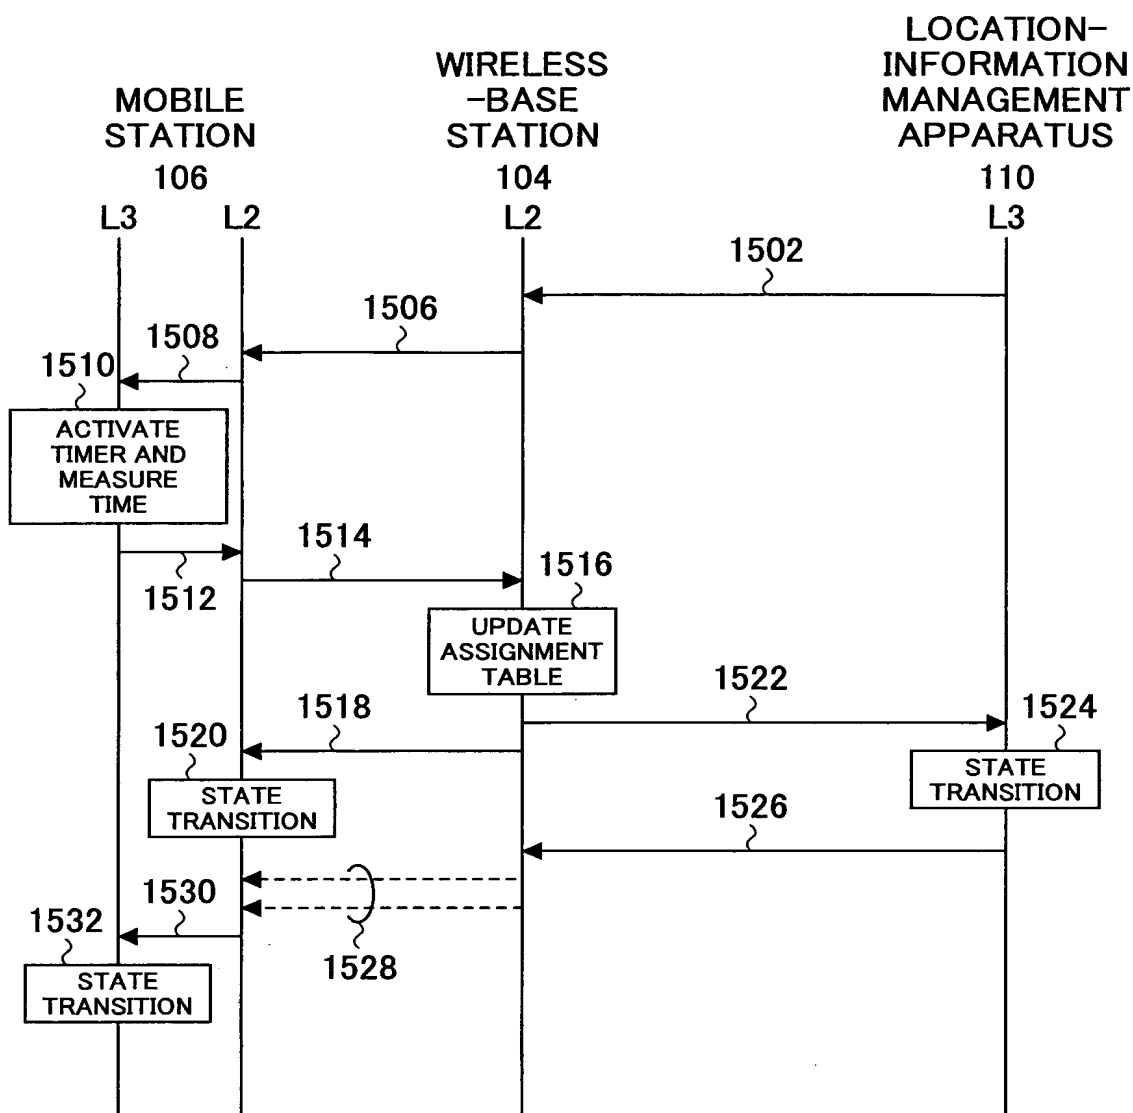 LOCATION-
INFORMATION
MANAGEMENT
APPARATUS
110
L3
WIRELESS
-BASE
STATION
104
L2
MOBILE
STATION
106
L3
L2
1502
1506
1508
1510
ACTIVATE
TIMER AND
MEASURE
TIME
1512
1514
1516
UPDATE
ASSIGNMENT
TABLE
1518
1522
1520
STATE
TRANSITION
1524
STATE
TRANSITION
1526
1528
1530
1532
STATE
TRANSITION